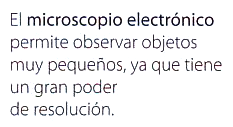 El microscopio electrónico
permite observar objetos
muy pequeños, ya que tiene
un gran poder
de resolución.